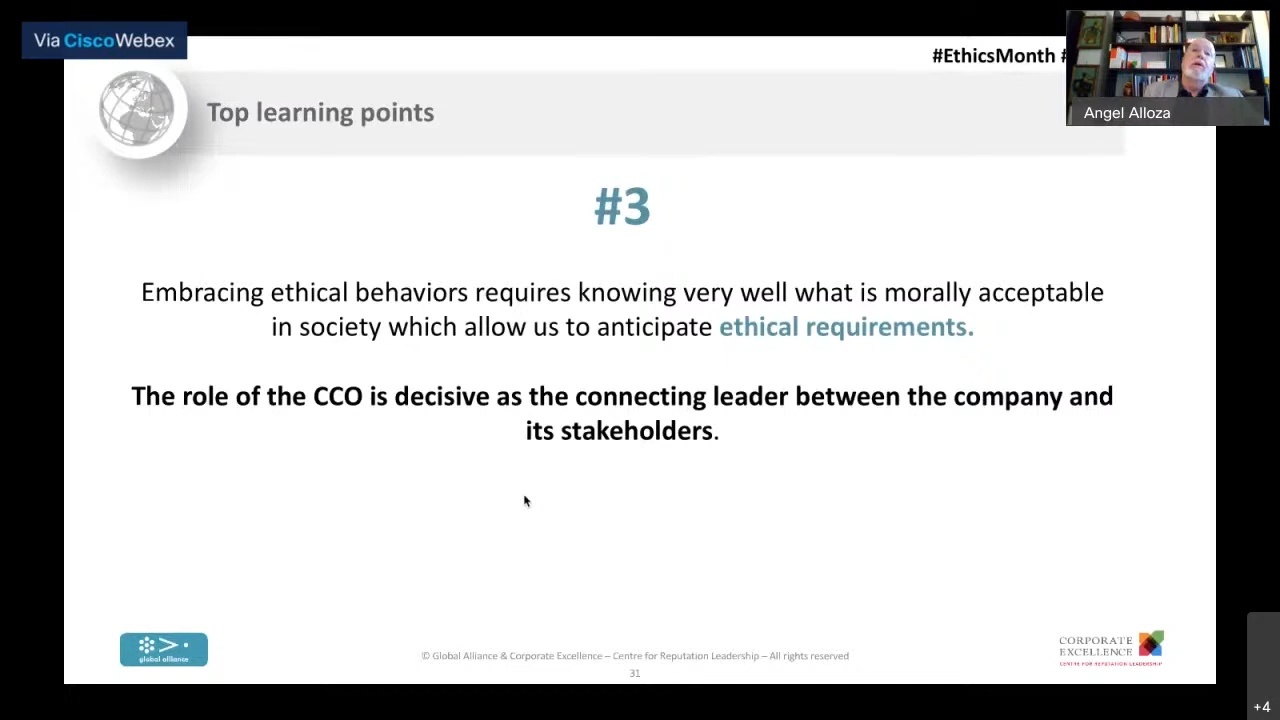 Via CiscoWebex
#EthicsMonth #
Angel Alloza
Top learning points
#3
Embracing ethical behaviors requires knowing very well what is morally acceptable
in society which allow us to anticipate ethical requirements.
The role of the CCO is decisive as the connecting leader between the company and
its stakeholders.
global alliance
© Global Alliance & Corporate Excellence – Centre for Reputation Leadership – All rights reserved
31
CORPORATE
EXCELLENCE
CENTRE FOR REPUTATION LEADERSHIP
+4